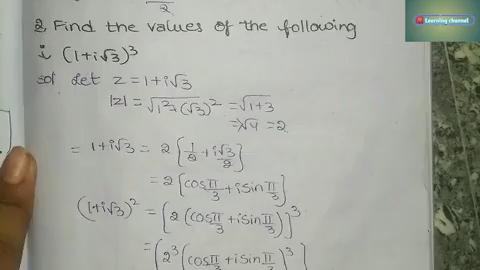 2
Learning channel
2. Find the values of the following
i, (1+i√3)³
sol Let Z = 1+i√3
|z| = √1²+(√3)² = √1+3
= √4 = 2
= 1+i√3 = 2 [1/2 + i√3/2]
= 2 [cos π/3 + i sin π/3]
(1+i√3)² = [2 (cos π/3 + i sin π/3)]³
= [2³ (cos π/3 + i sin π/3)³]